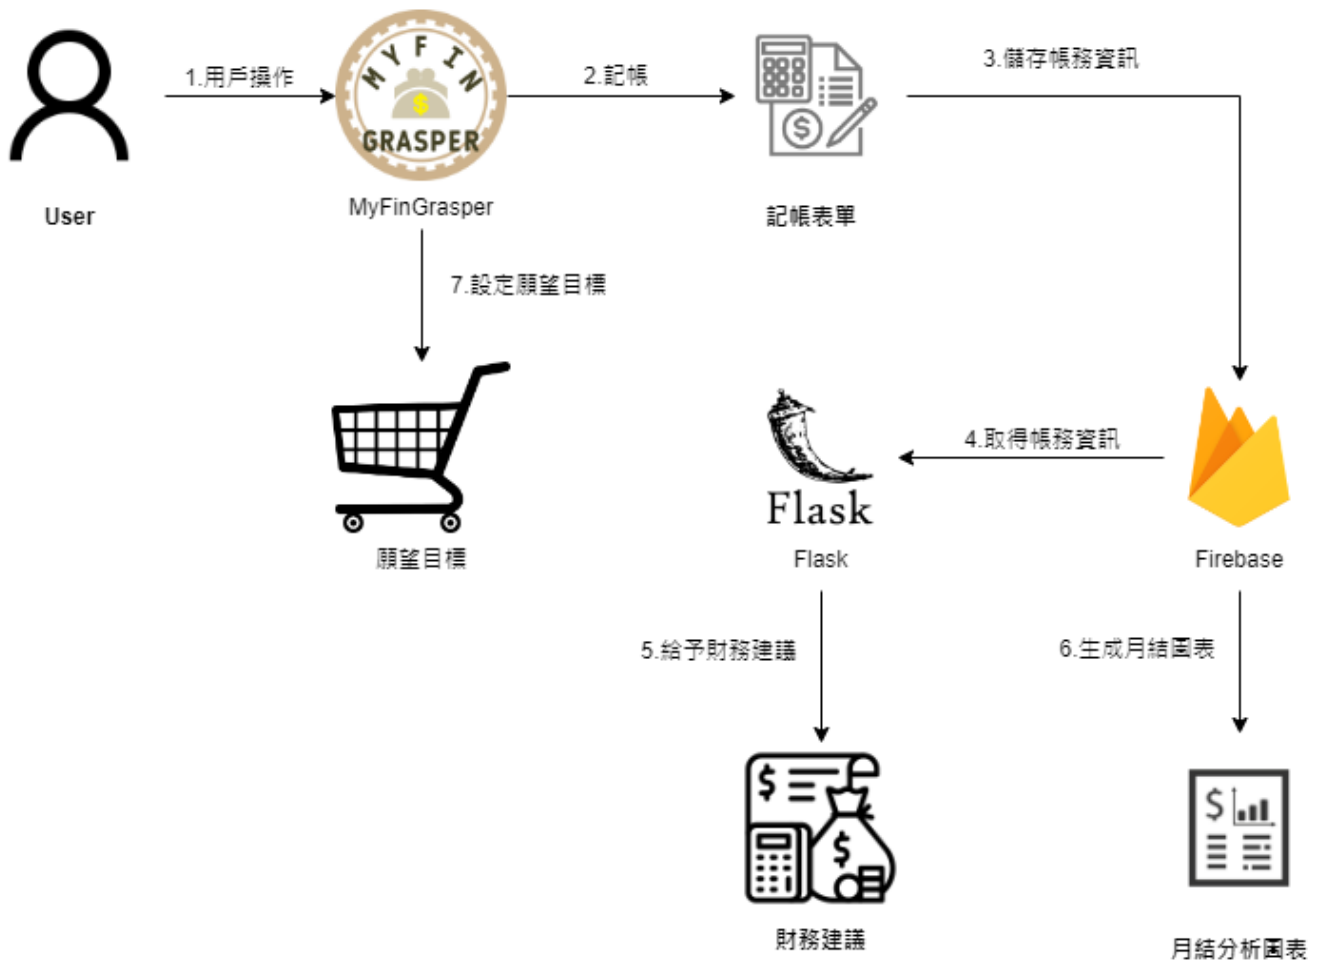 1.用戶操作
MYFIN
GRASPER
2.記帳
3.儲存帳務資訊
User
MyFinGrasper
記帳表單
7.設定願望目標
4.取得帳務資訊
Flask
願望目標
Flask
Firebase
5.給予財務建議
6.生成月結圖表
財務建議
月結分析圖表